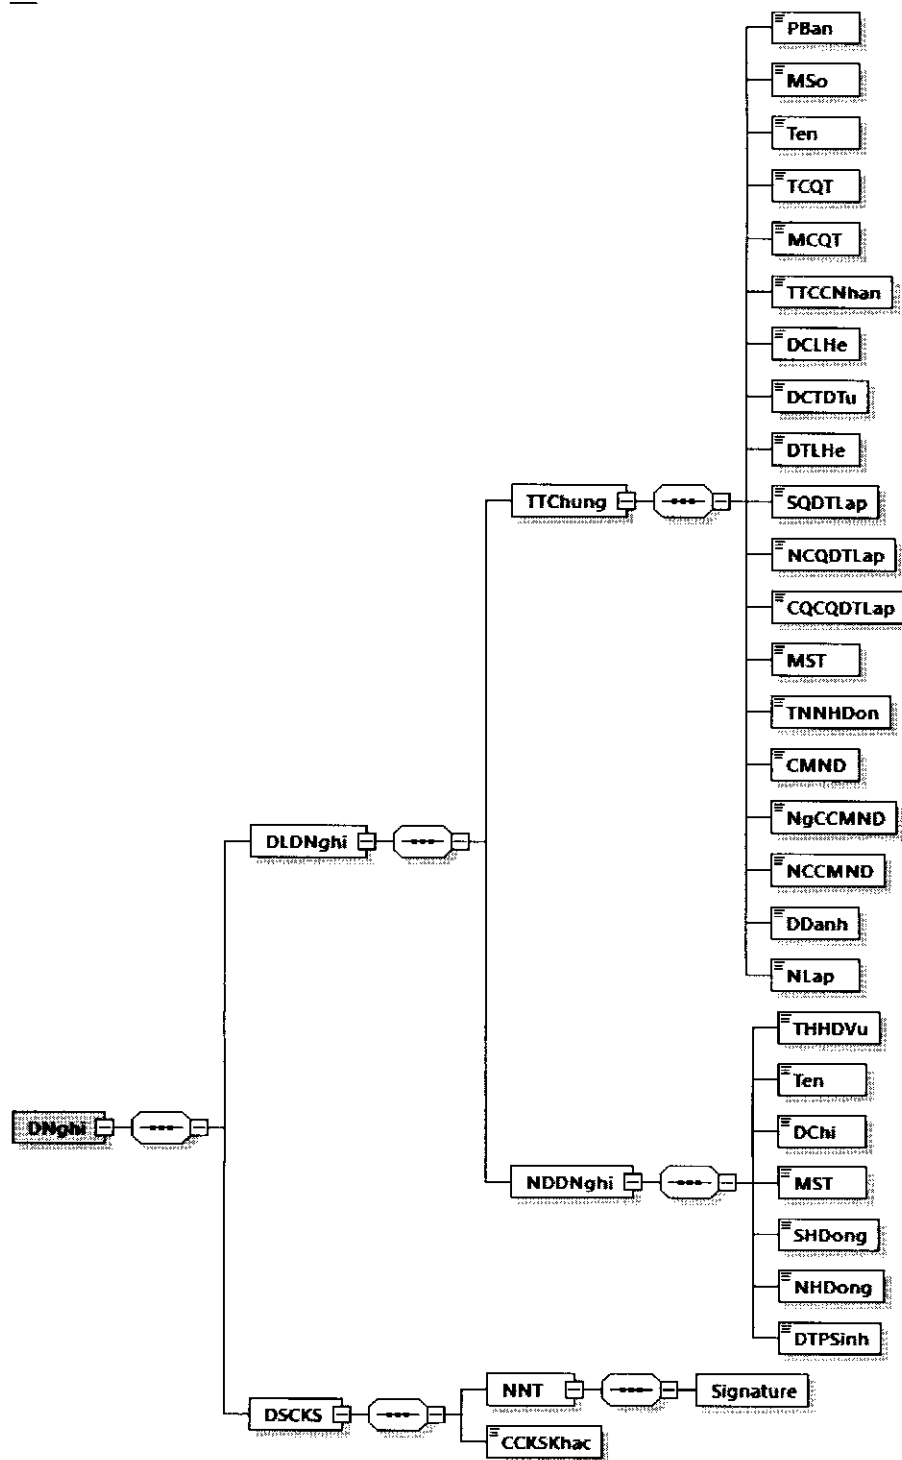 PBan
MSo
Ten
TCQT
MCQT
TTCCNhan
DCLHe
DCTDTu
DTLHe
TTChung
SQDTLap
NCQDTLap
CQCQDTLap
MST
TNNHDon
CMND
NgCCMND
DLDNghi
NCCMND
DDanh
NLap
THHDVu
Ten
DNghi
DChi
NDDNghi
MST
SHDong
NHDong
DTPSinh
NNT
Signature
DSCKS
CCKSKhac